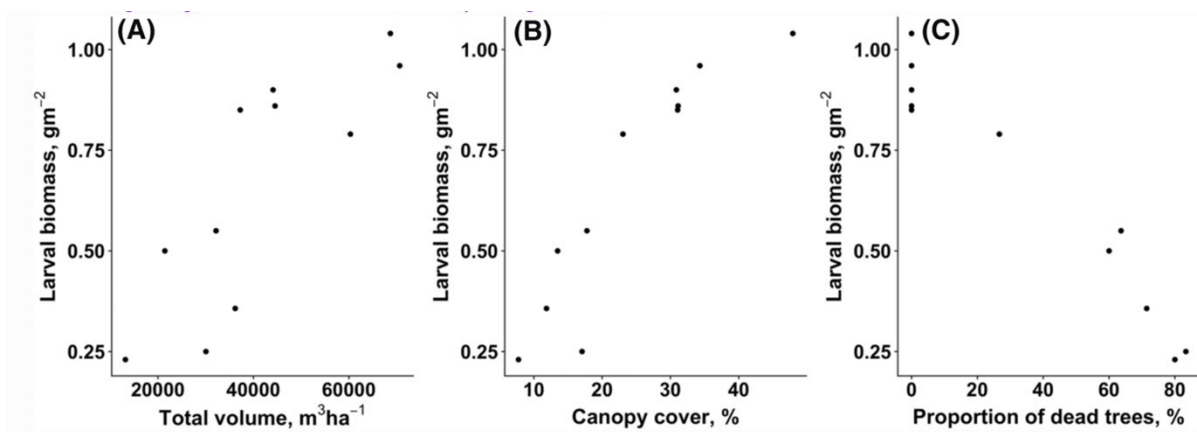 (A)
1.00
0.75
0.50
0.25
Larval biomass, gm⁻²
20000 40000 60000
Total volume, m³ha⁻¹
(B)
1.00
0.75
0.50
0.25
Larval biomass, gm⁻²
10 20 30 40
Canopy cover, %
(C)
1.00
0.75
0.50
0.25
Larval biomass, gm⁻²
0 20 40 60 80
Proportion of dead trees, %